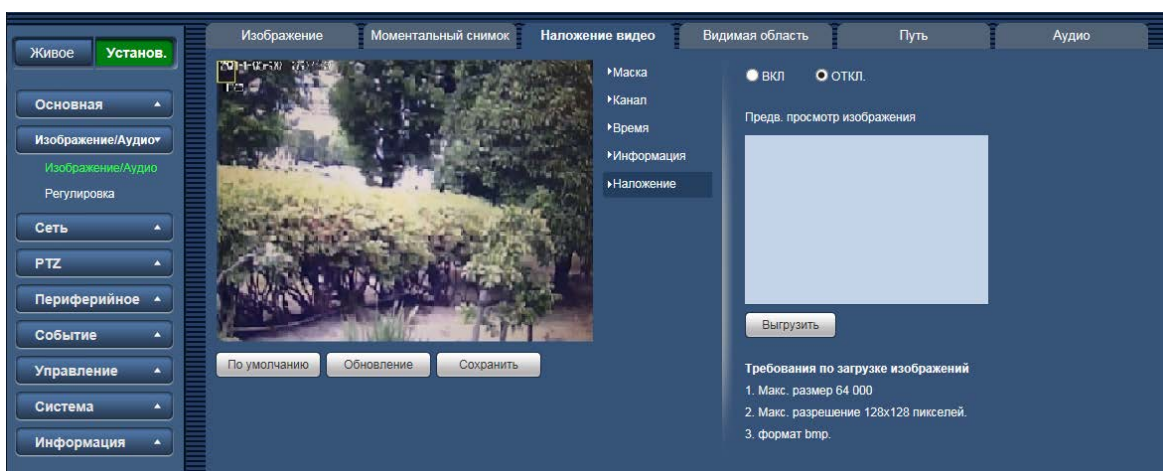 Живое
Установ.
Основная
Изображение/Аудио
Изображение/Аудио
Регулировка
Сеть
PTZ
Периферийное
Событие
Управление
Система
Информация
Изображение
Моментальный снимок
Наложение видео
Видимая область
Путь
Аудио
Маска
Канал
Время
Информация
Наложение
По умолчанию
Обновление
Сохранить
ВКЛ
ОТКЛ.
Предв. просмотр изображения
Выгрузить
Требования по загрузке изображений
1. Макс. размер 64 000
2. Макс. разрешение 128x128 пикселей.
3. формат bmp.